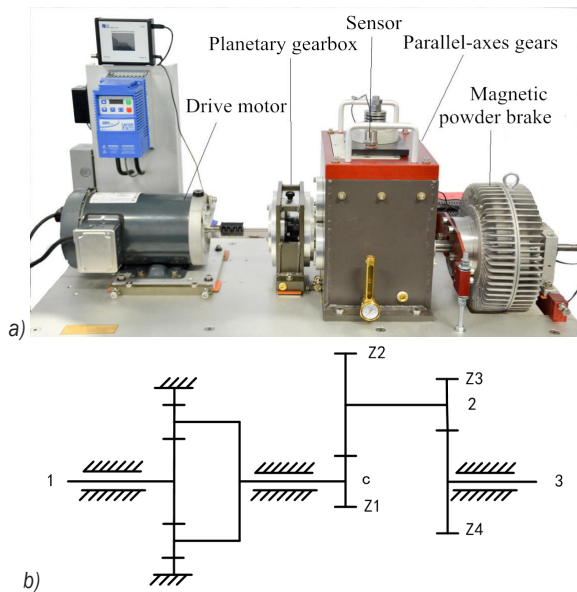 Sensor
Planetary gearbox
Parallel-axes gears
Magnetic
powder brake
Drive motor
a)
Z2
Z3
2
1
c
3
Z1
Z4
b)